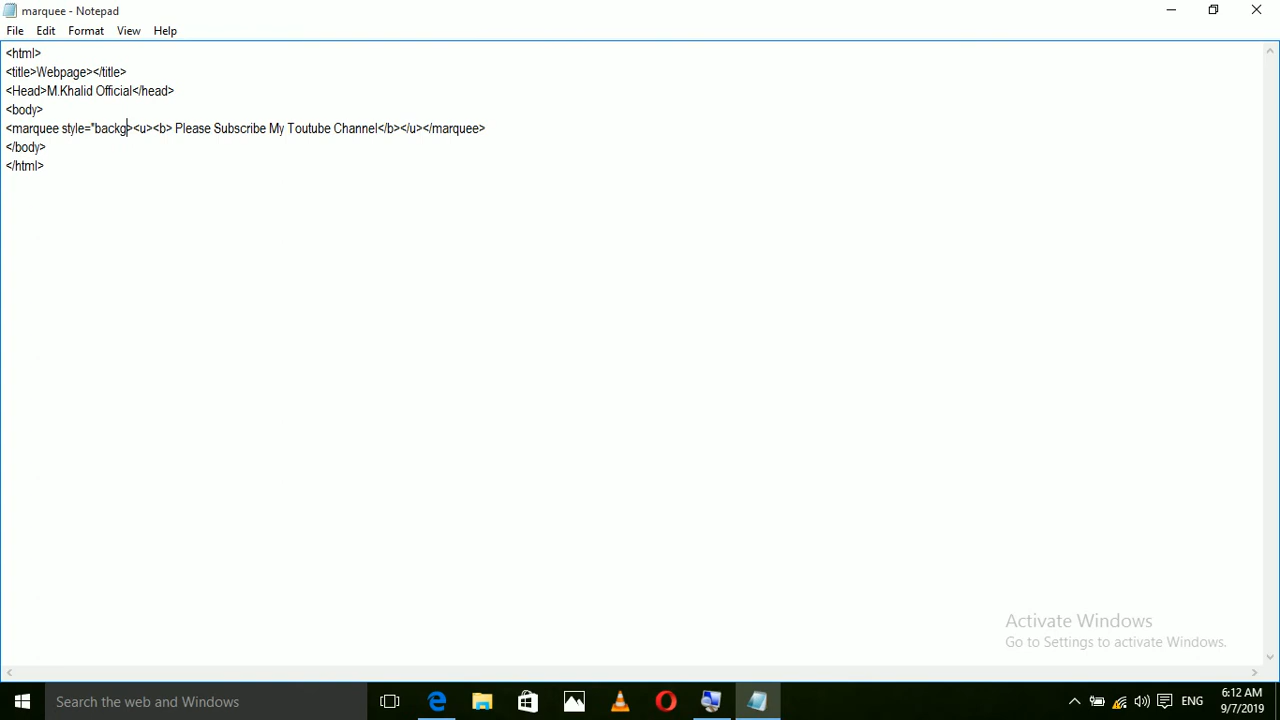 marquee - Notepad
File Edit Format View Help
<html>
<title>Webpage></title>
<Head>M.Khalid Official</head>
<body>
<marquee style="backg><u><b> Please Subscribe My Toutube Channel</b></u></marquee>
</body>
</html>
Activate Windows
Go to Settings to activate Windows.
Search the web and Windows
ENG
6:12 AM
9/7/2019